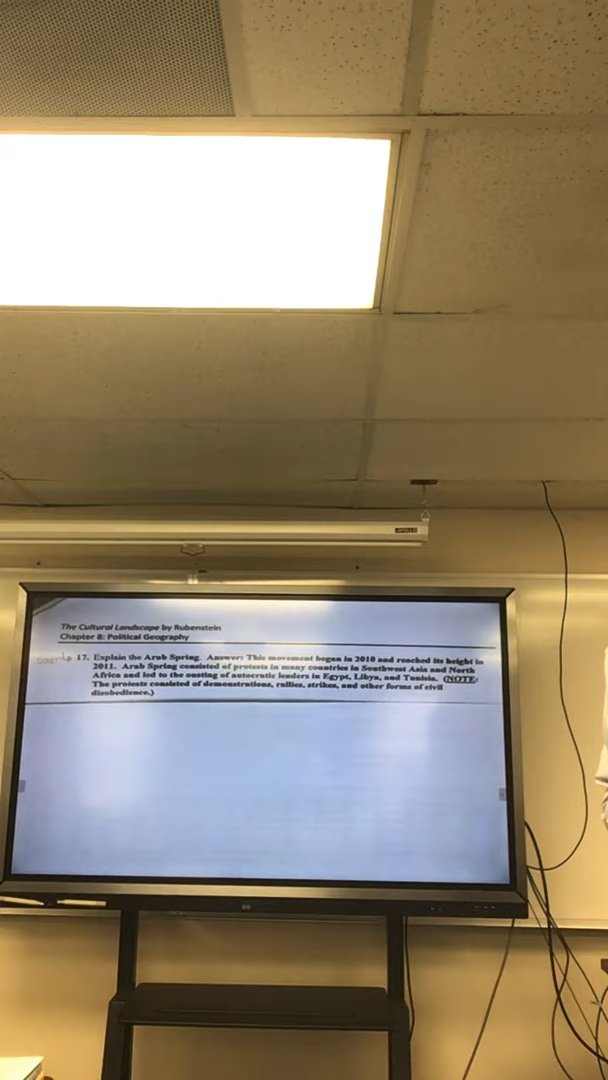 The Cultural Landscape by Rubenstein
Chapter 8: Political Geography
17. Explain the Arab Spring. Answer: This movement began in 2010 and reached its height in
2011. Arab Spring consisted of protests in many countries in Southwest Asia and North
Africa and led to the ousting of autocratic leaders in Egypt, Libya, and Tunisia. (NOTE:
The protests consisted of demonstrations, rallies, strikes, and other forms of civil
disobedience.)